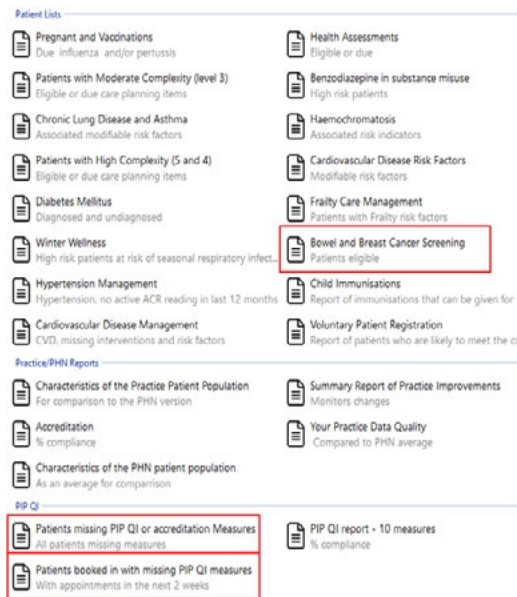 Patient Lists
Pregnant and Vaccinations
Due influenza and/or pertussis
Health Assessments
Eligible or due
Patients with Moderate Complexity (level 3)
Eligible or due care planning items
Benzodiazepine in substance misuse
High risk patients
Chronic Lung Disease and Asthma
Associated modifiable risk factors
Haemochromatosis
Associated risk indicators
Patients with High Complexity (5 and 4)
Eligible or due care planning items
Cardiovascular Disease Risk Factors
Modifiable risk factors
Diabetes Mellitus
Diagnosed and undiagnosed
Frailty Care Management
Patients with Frailty risk factors
Winter Wellness
High risk patients at risk of seasonal respiratory infect...
Bowel and Breast Cancer Screening
Patients eligible
Hypertension Management
Hypertension, no active ACR reading in last 12 months
Child Immunisations
Report of immunisations that can be given for
Cardiovascular Disease Management
CVD, missing interventions and risk factors
Voluntary Patient Registration
Report of patients who are likely to meet the c
Practice/PHN Reports
Characteristics of the Practice Patient Population
For comparison to the PHN version
Summary Report of Practice Improvements
Monitors changes
Accreditation
% compliance
Your Practice Data Quality
Compared to PHN average
Characteristics of the PHN patient population
As an average for comparrison
PIP QI
Patients missing PIP QI or accreditation Measures
All patients missing measures
PIP QI report - 10 measures
% compliance
Patients booked in with missing PIP QI measures
With appointments in the next 2 weeks